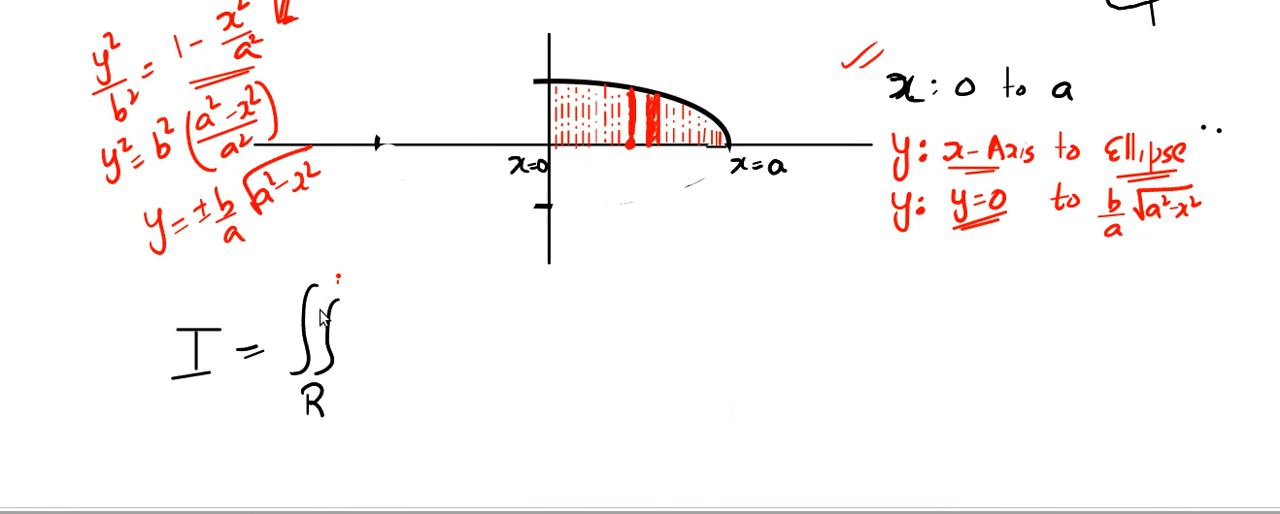 y²/b² = 1 - x²/a²
y² = b² (a²-x²/a²)
y = ± b/a √a²-x²
x=0
x=a
x: 0 to a
y: x-Axis to Ellipse
y: y=0 to b/a √a²-x²
I = ∬
R